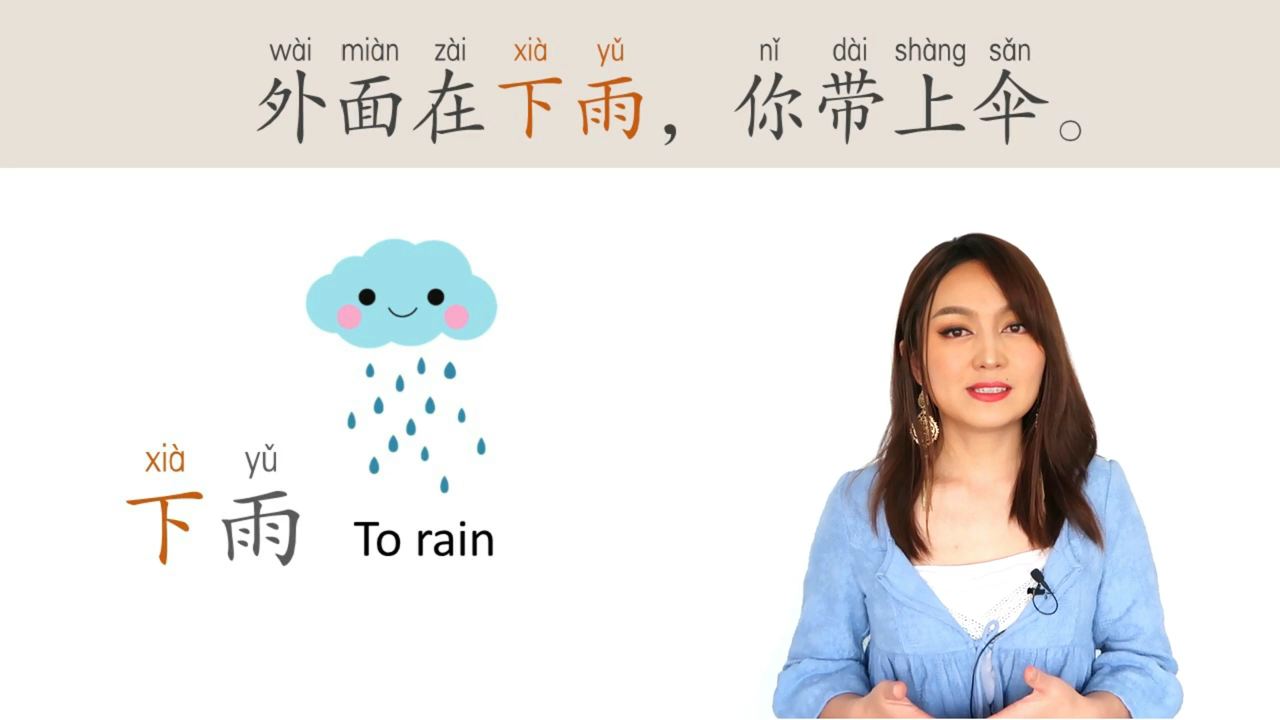 wài miàn zài xià yǔ nǐ dài shàng sǎn
外面在下雨，你带上伞。
xià yǔ
下雨
To rain